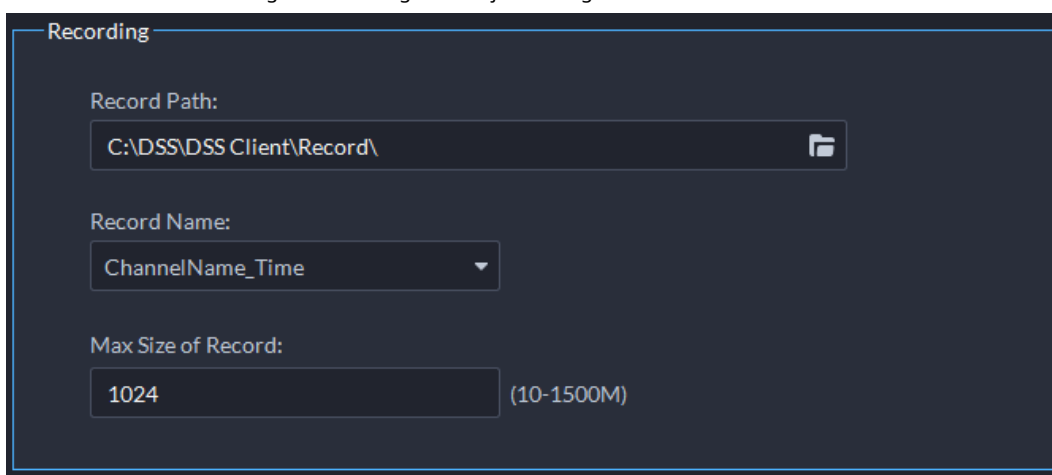 Recording
Record Path:
C:\DSS\DSS Client\Record\
Record Name:
ChannelName_Time
Max Size of Record:
1024 (10-1500M)